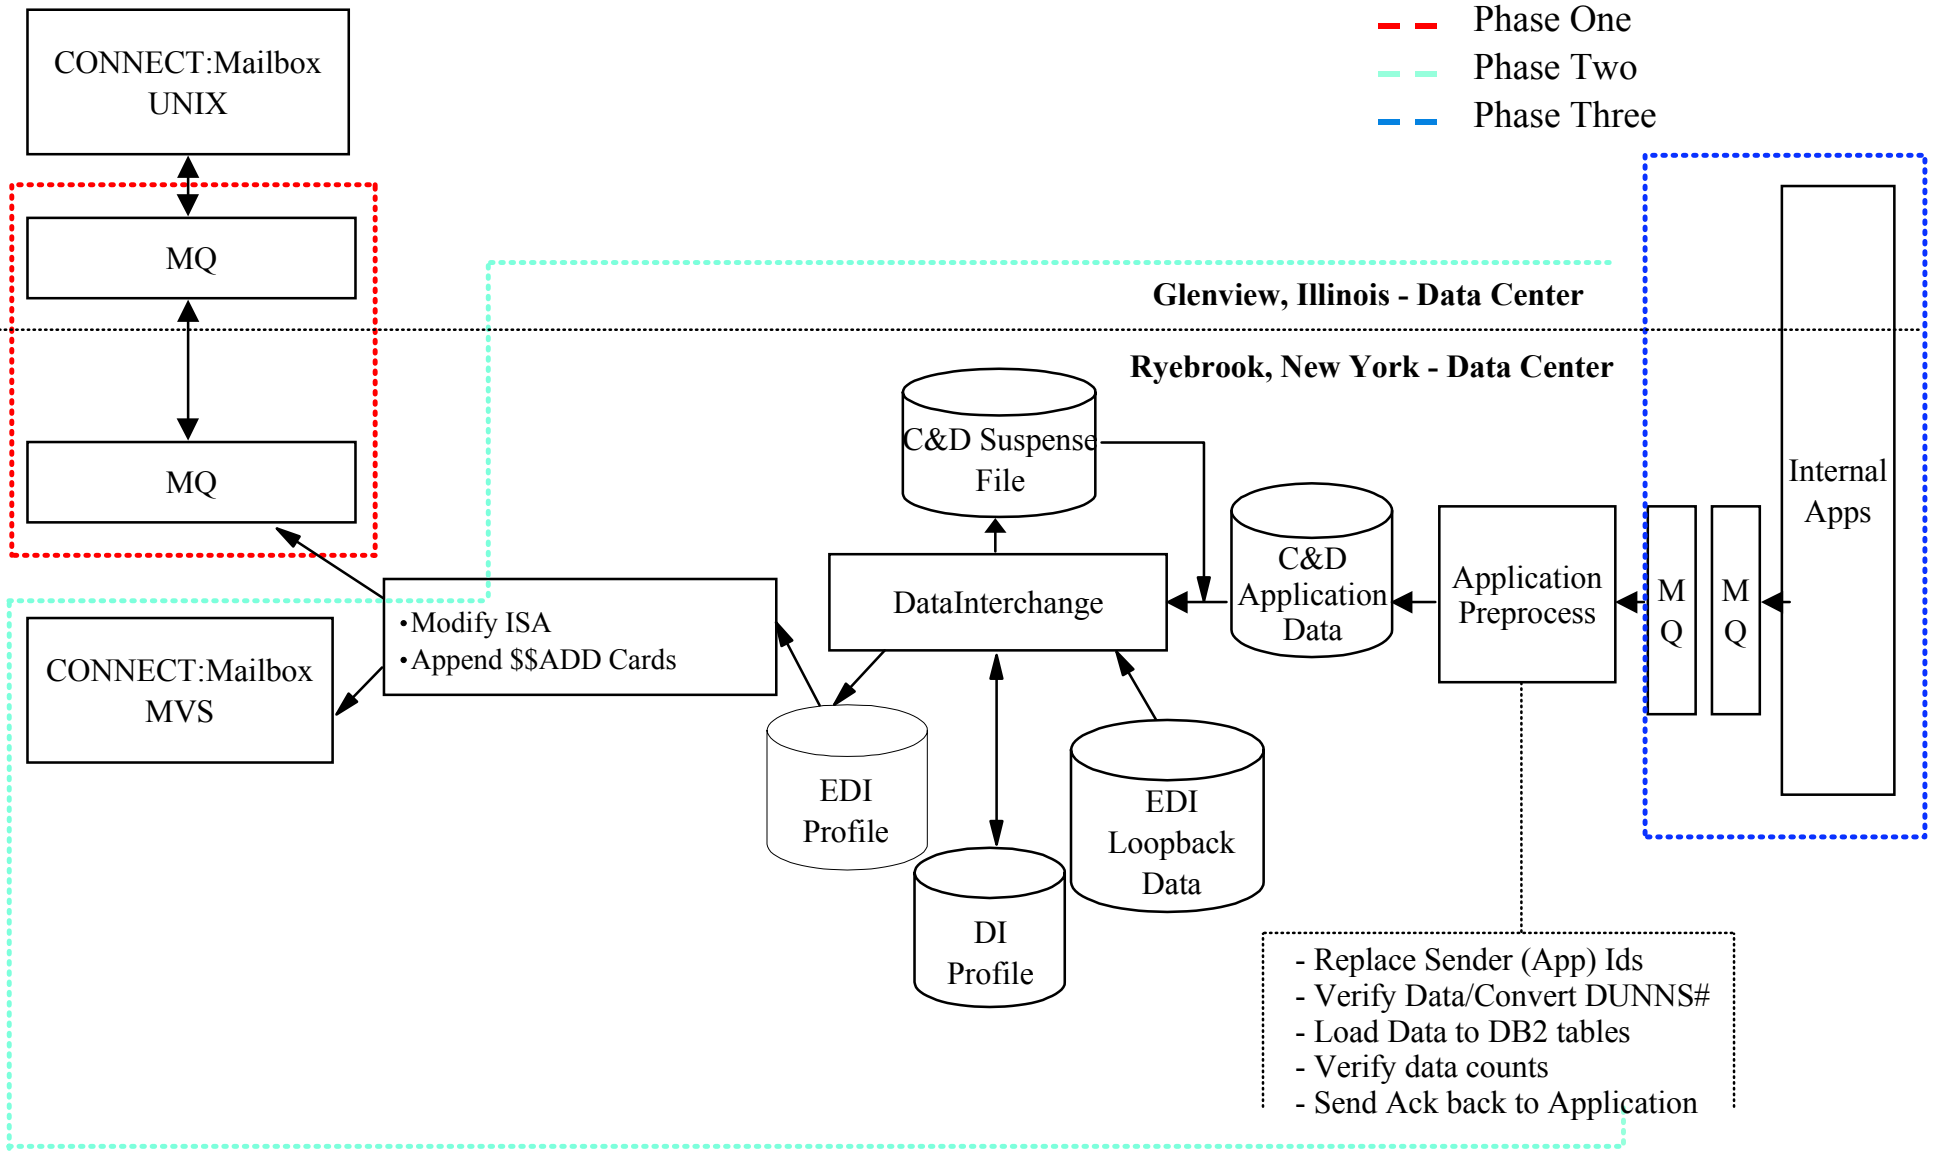 Phase One
Phase Two
Phase Three
CONNECT:Mailbox
UNIX
MQ
Glenview, Illinois - Data Center
Ryebrook, New York - Data Center
MQ
C&D Suspense
File
Internal
Apps
•Modify ISA
•Append $$ADD Cards
DataInterchange
C&D
Application
Data
Application
Preprocess
M
Q
M
Q
CONNECT:Mailbox
MVS
EDI
Profile
EDI
Loopback
Data
DI
Profile
- Replace Sender (App) Ids
- Verify Data/Convert DUNNS#
- Load Data to DB2 tables
- Verify data counts
- Send Ack back to Application